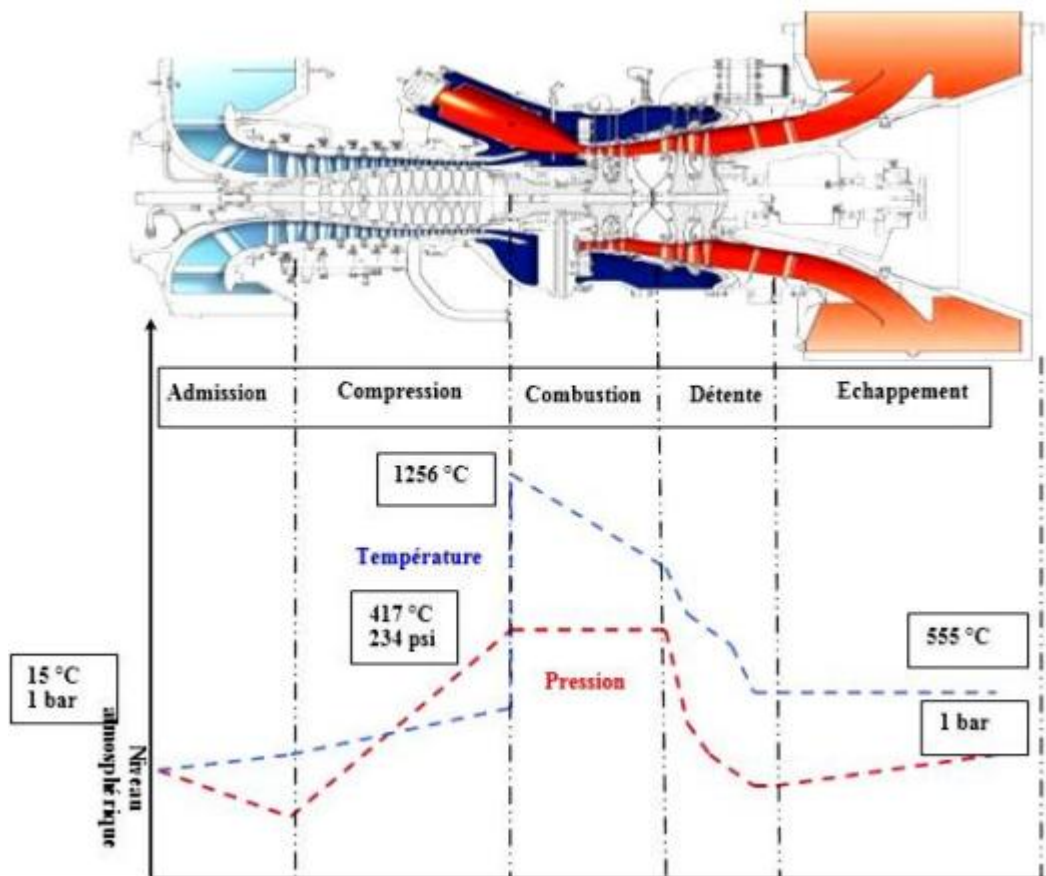 Admission
Compression
Combustion
Détente
Echappement
1256 °C
Température
417 °C
234 psi
555 °C
15 °C
1 bar
Pression
1 bar
Niveau
atmosphérique